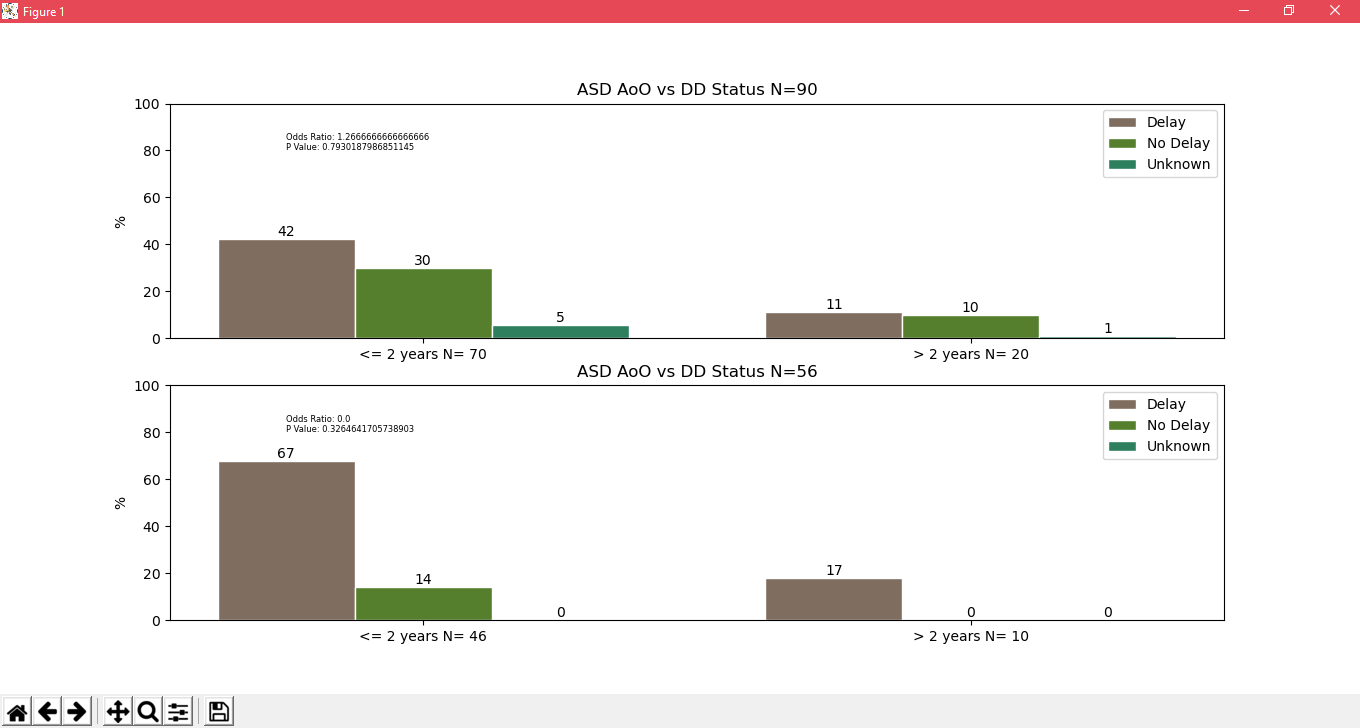 Figure 1
ASD AoO vs DD Status N=90
100
80
60
40
20
0
%
Odds Ratio: 1.2666666666666666
P Value: 0.7930187986851145
Delay
No Delay
Unknown
42
30
5
11
10
1
<= 2 years N= 70
> 2 years N= 20
ASD AoO vs DD Status N=56
100
80
60
40
20
0
%
Odds Ratio: 0.0
P Value: 0.3264641705738903
Delay
No Delay
Unknown
67
14
0
17
0
0
<= 2 years N= 46
> 2 years N= 10